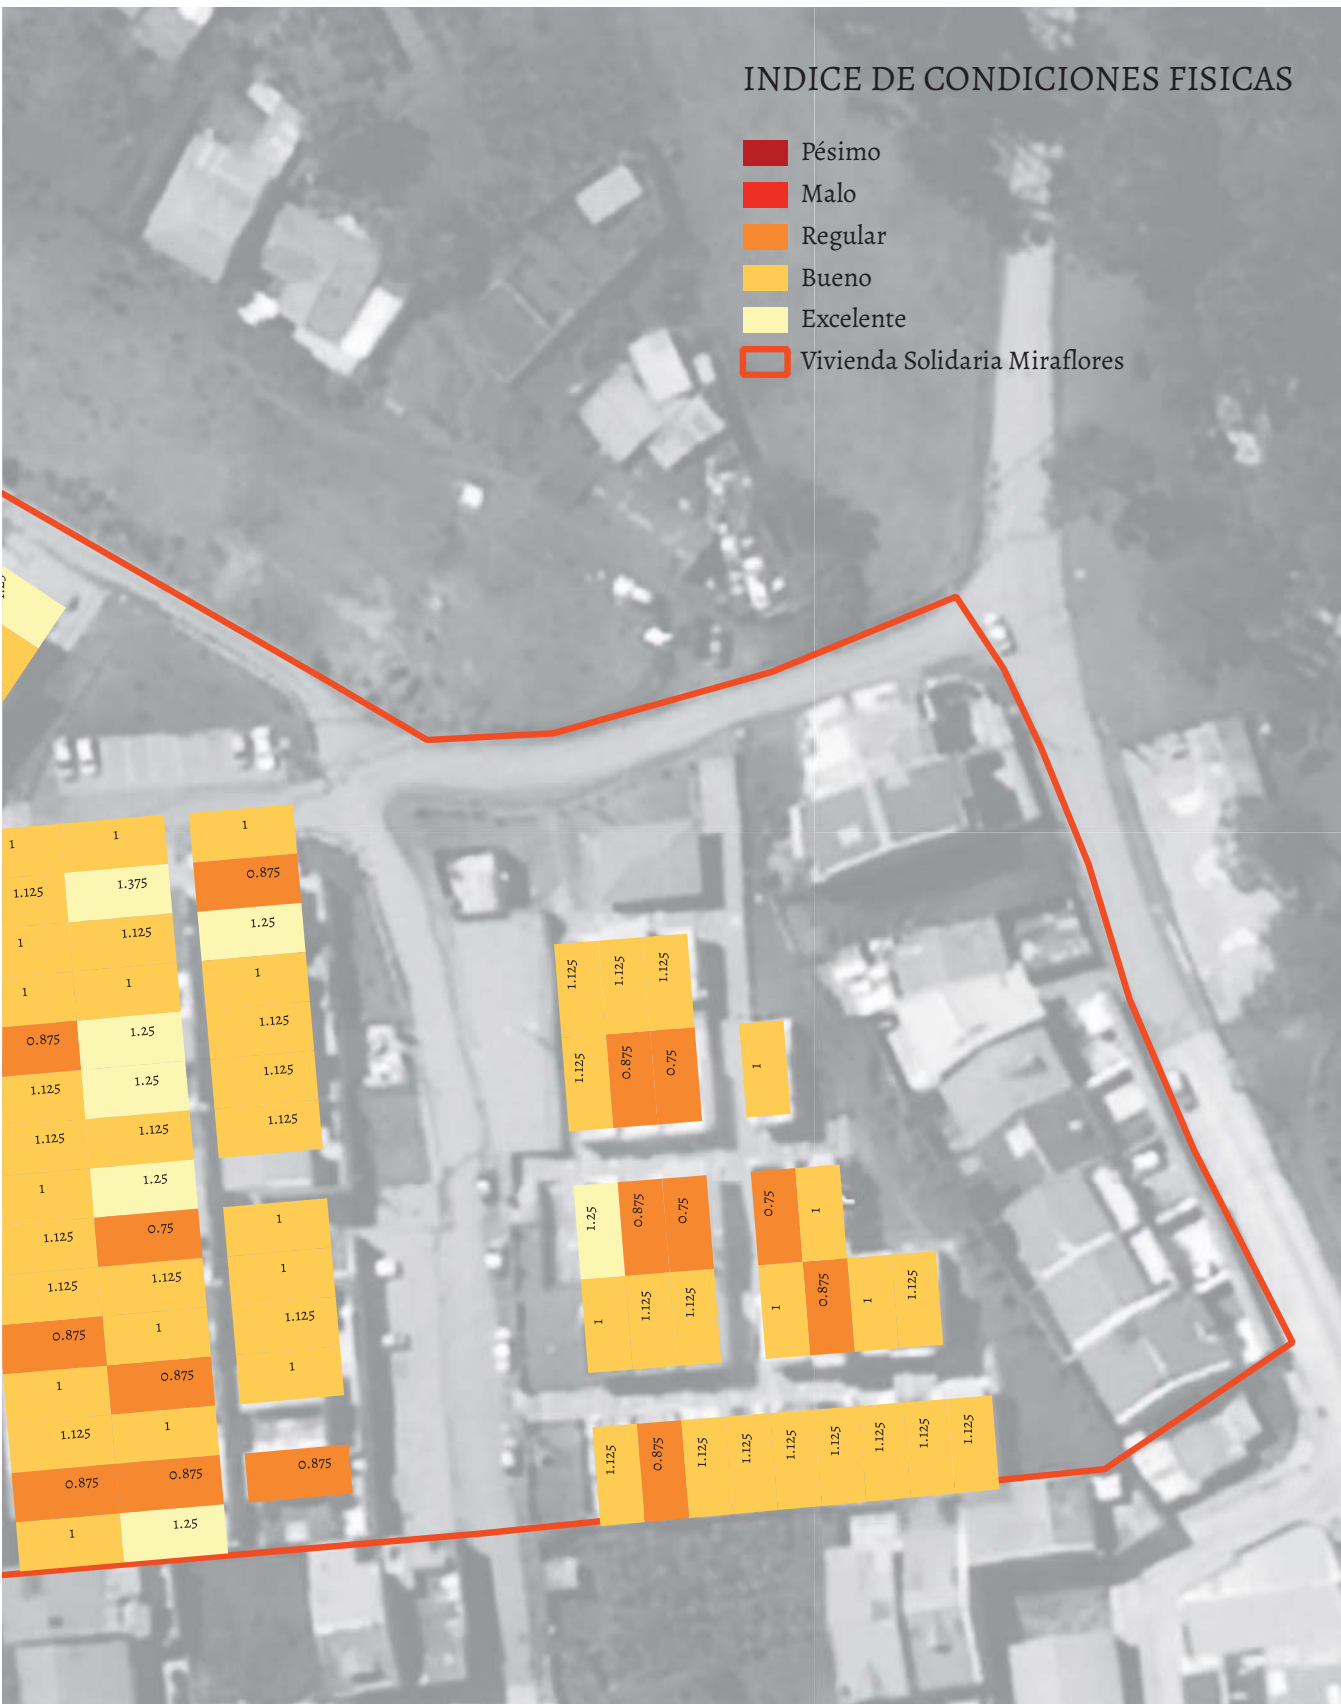 INDICE DE CONDICIONES FISICAS
Pésimo
Malo
Regular
Bueno
Excelente
Vivienda Solidaria Miraflores
1 1 1
1.125 1.375 0.875
1 1.125 1.25
1 1 1
0.875 1.25 1.125
1.125 1.25 1.125
1.125 1.125 1.125
1 1.25
1.125 0.75 1
1.125 1.125 1
0.875 1 1.125
1 0.875 1
1.125 1
0.875 0.875 0.875
1 1.25
1.125 1.125 1.125
1.125 0.875 0.75 1
1.25 0.875 0.75 0.75 1
1 1.125 1.125 1 0.875 1 1.125
1.125 0.875 1.125 1.125 1.125 1.125 1.125 1.125 1.125